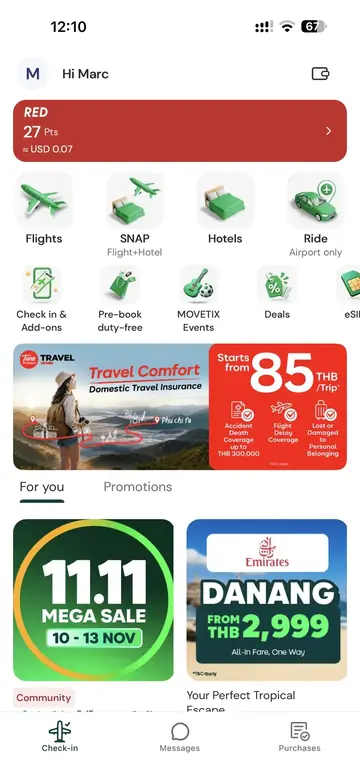 12:10
67
M
Hi Marc
RED
27 Pts
≈ USD 0.07
Flights
SNAP
Flight+Hotel
Hotels
Ride
Airport only
Check in &
Add-ons
Pre-book
duty-free
MOVETIX
Events
Deals
eSI
Tune
TRAVEL
Travel Comfort
Domestic Travel Insurance
Phu chi fa
Starts
from
85
THB
/Trip*
Accident
Death
Coverage
up to
THB 300,000
Flight
Delay
Coverage
Lost or
Damaged
to
Personal
Belonging
For you
Promotions
11.11
MEGA SALE
10 - 13 NOV
Emirates
DANANG
FROM
THB 2,999
All-In Fare, One Way
*T&C apply
Community
Your Perfect Tropical
Escape
Check-in
Messages
Purchases